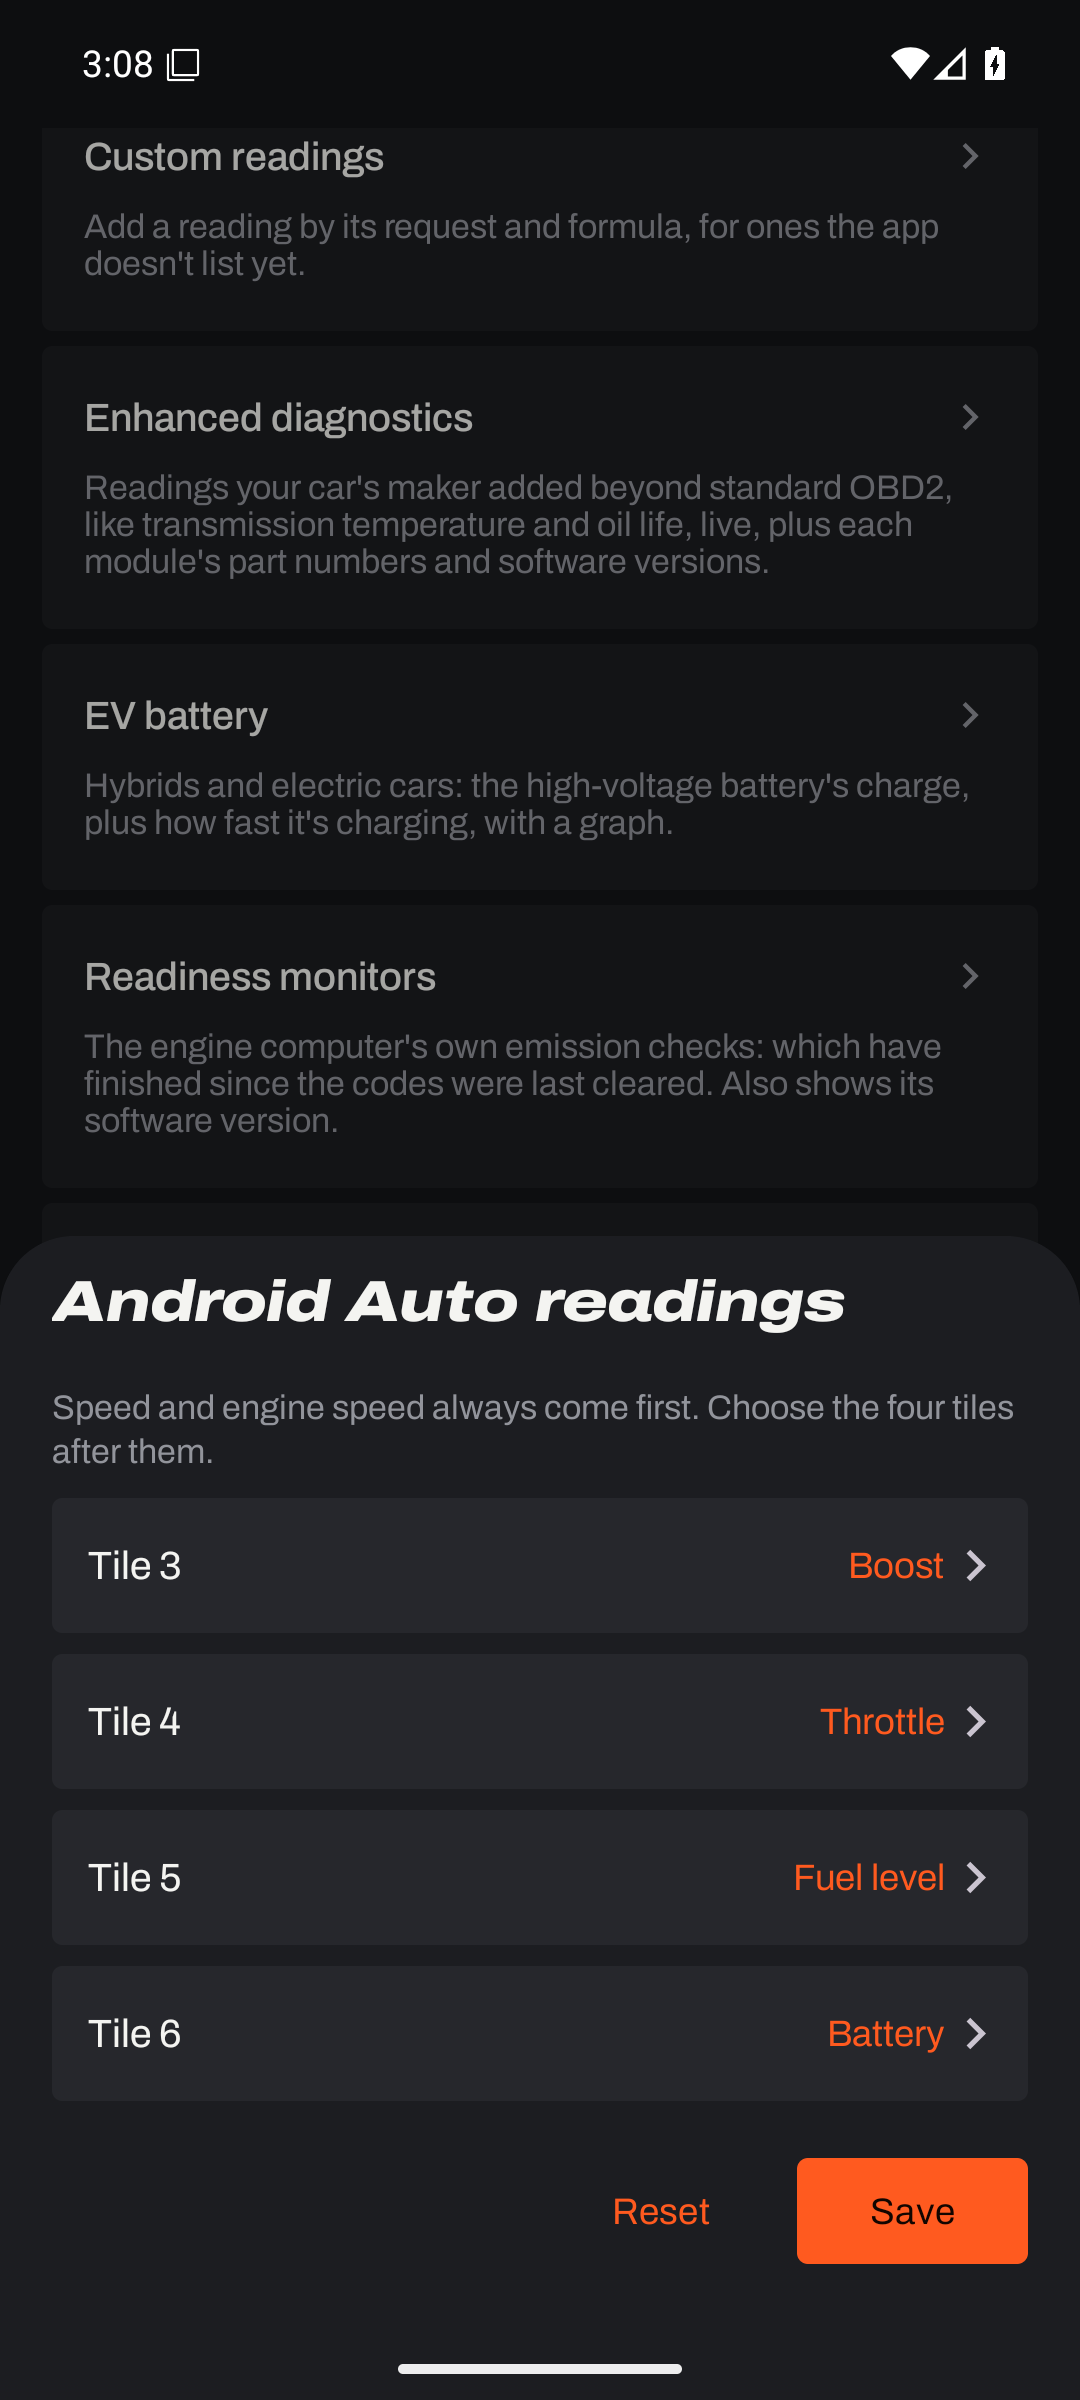 3:08
Custom readings
Add a reading by its request and formula, for ones the app
doesn't list yet.
Enhanced diagnostics
Readings your car's maker added beyond standard OBD2,
like transmission temperature and oil life, live, plus each
module's part numbers and software versions.
EV battery
Hybrids and electric cars: the high-voltage battery's charge,
plus how fast it's charging, with a graph.
Readiness monitors
The engine computer's own emission checks: which have
finished since the codes were last cleared. Also shows its
software version.
Android Auto readings
Speed and engine speed always come first. Choose the four tiles
after them.
Tile 3 Boost
Tile 4 Throttle
Tile 5 Fuel level
Tile 6 Battery
Reset Save